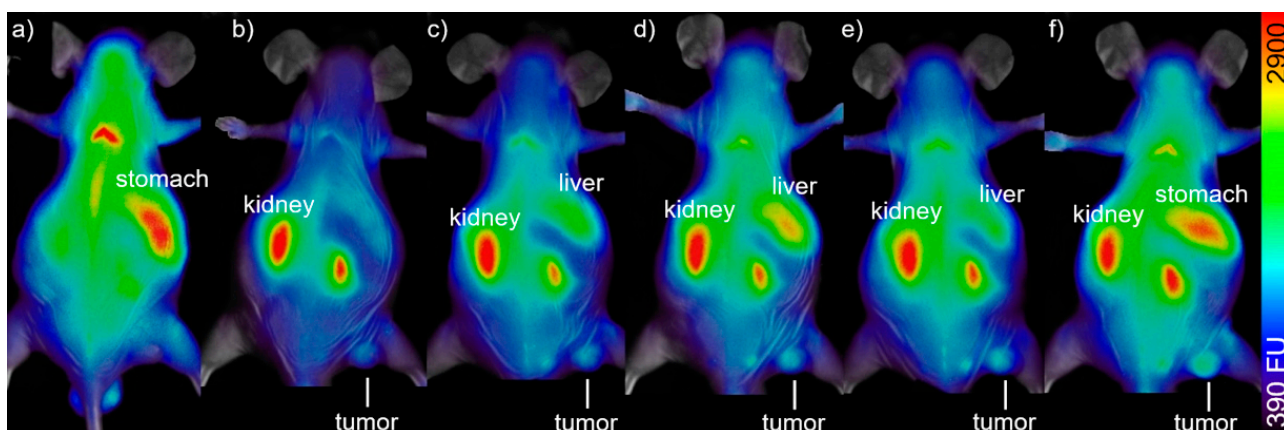 a)
stomach
b)
kidney
tumor
c)
kidney
liver
tumor
d)
kidney
liver
tumor
e)
kidney
liver
tumor
f)
kidney
stomach
tumor
2900
390 FU